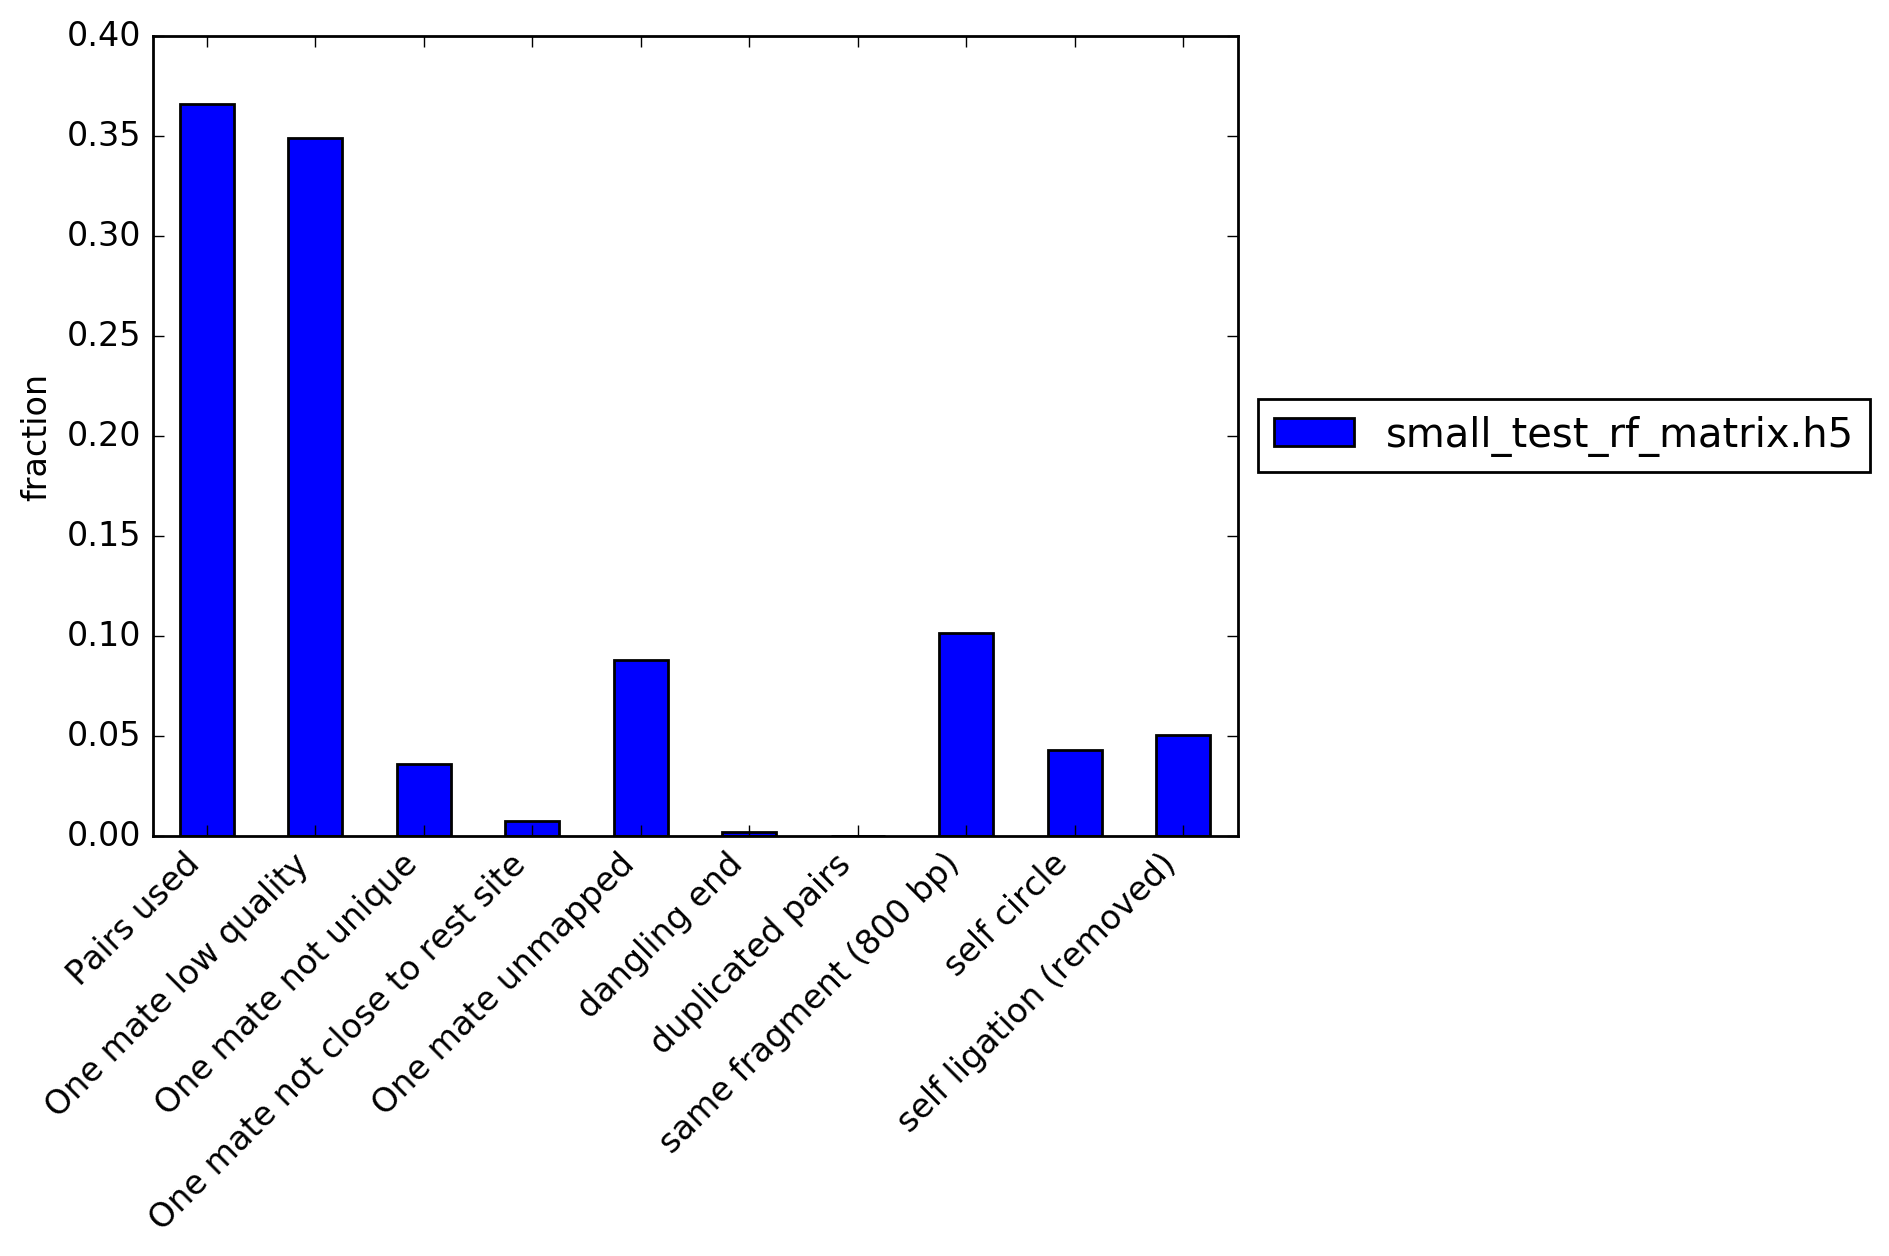 0.40
0.35
0.30
0.25
0.20
0.15
0.10
0.05
0.00
fraction
Pairs used
One mate low quality
One mate not unique
One mate not close to rest site
One mate unmapped
dangling end
duplicated pairs
same fragment (800 bp)
self circle
self ligation (removed)
small_test_rf_matrix.h5